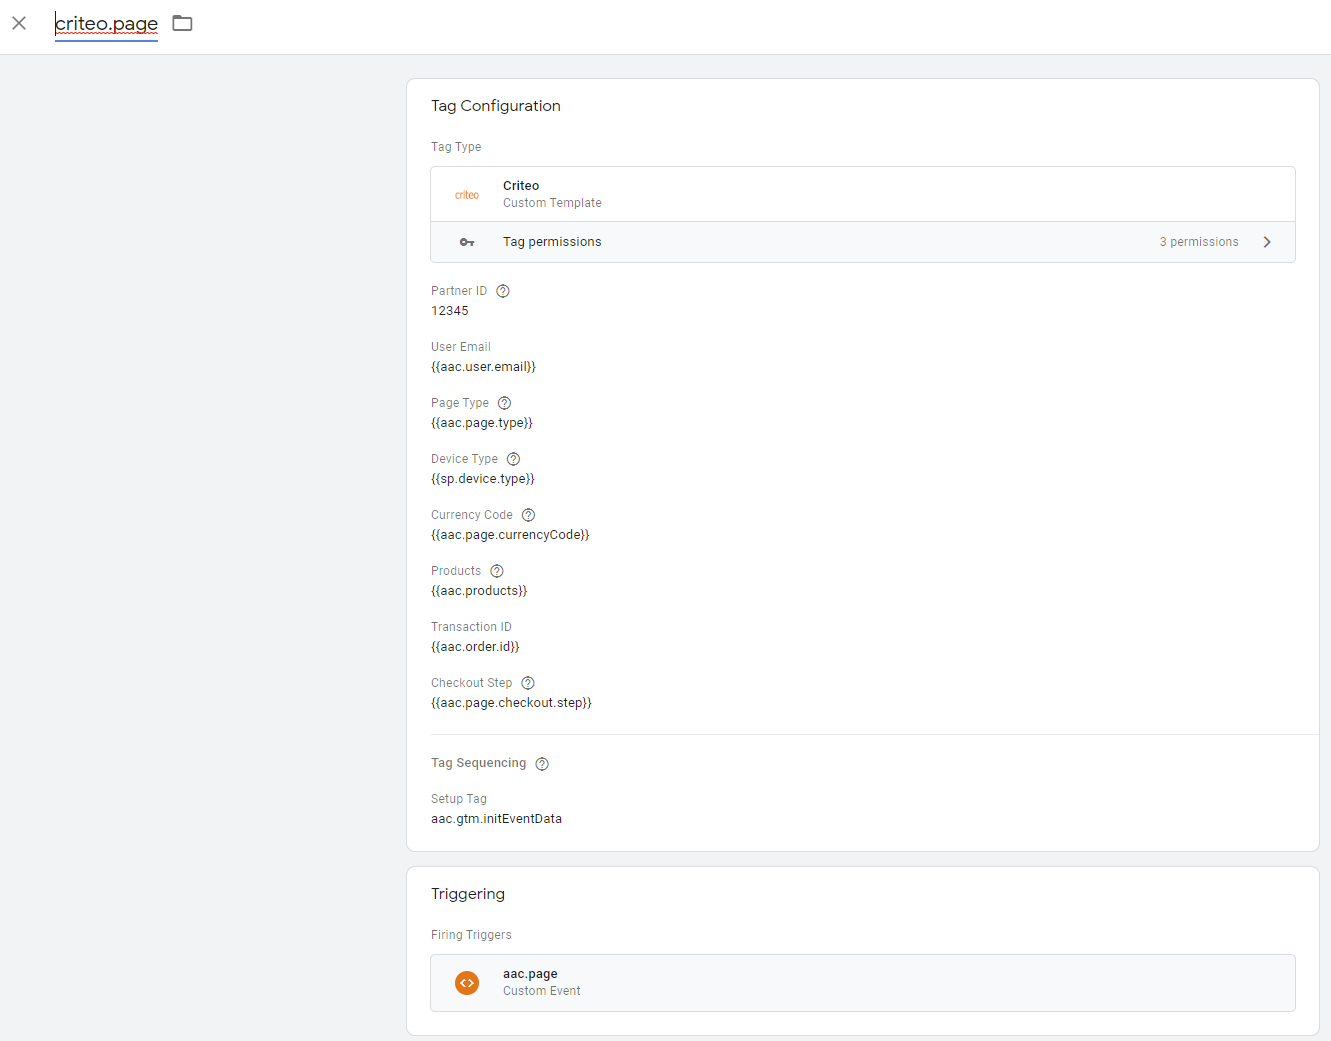 criteo.page
Tag Configuration
Tag Type
criteo
Criteo
Custom Template
Tag permissions
3 permissions
Partner ID
12345
User Email
{{aac.user.email}}
Page Type
{{aac.page.type}}
Device Type
{{sp.device.type}}
Currency Code
{{aac.page.currencyCode}}
Products
{{aac.products}}
Transaction ID
{{aac.order.id}}
Checkout Step
{{aac.page.checkout.step}}
Tag Sequencing
Setup Tag
aac.gtm.initEventData
Triggering
Firing Triggers
aac.page
Custom Event